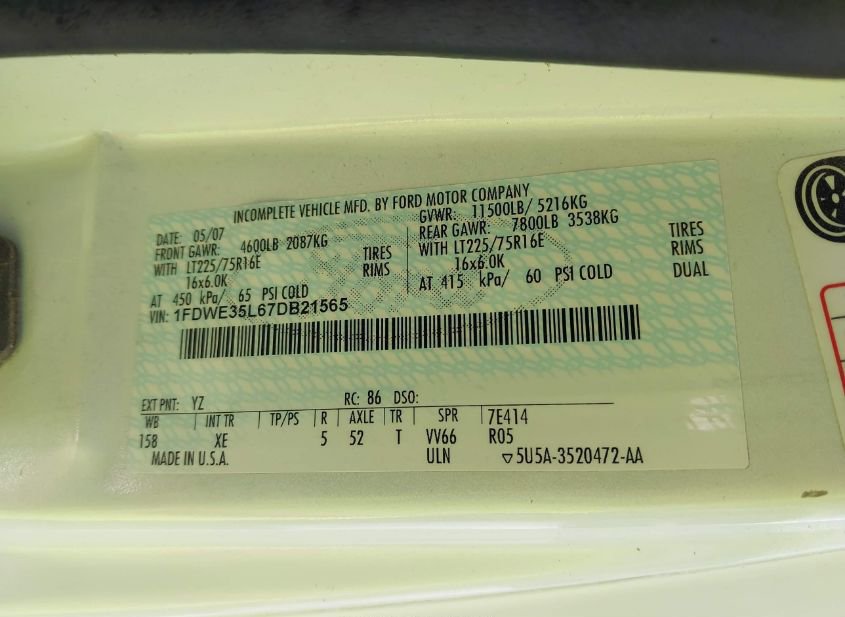 INCOMPLETE VEHICLE MFD. BY FORD MOTOR COMPANY
DATE: 05/07 GVWR: 11500LB/ 5216KG
FRONT GAWR: 4600LB 2087KG REAR GAWR: 7800LB 3538KG
WITH LT225/75R16E TIRES WITH LT225/75R16E TIRES
16x6.0K RIMS 16x6.0K RIMS
AT 450 kPa/ 65 PSI COLD AT 415 kPa/ 60 PSI COLD DUAL
VIN: 1FDWE35L67DB21565
EXT PNT: YZ RC: 86 DSO:
WB INT TR TP/PS R AXLE TR SPR 7E414
158 XE 5 52 T VV66 R05
MADE IN U.S.A. ULN ▽5U5A-3520472-AA